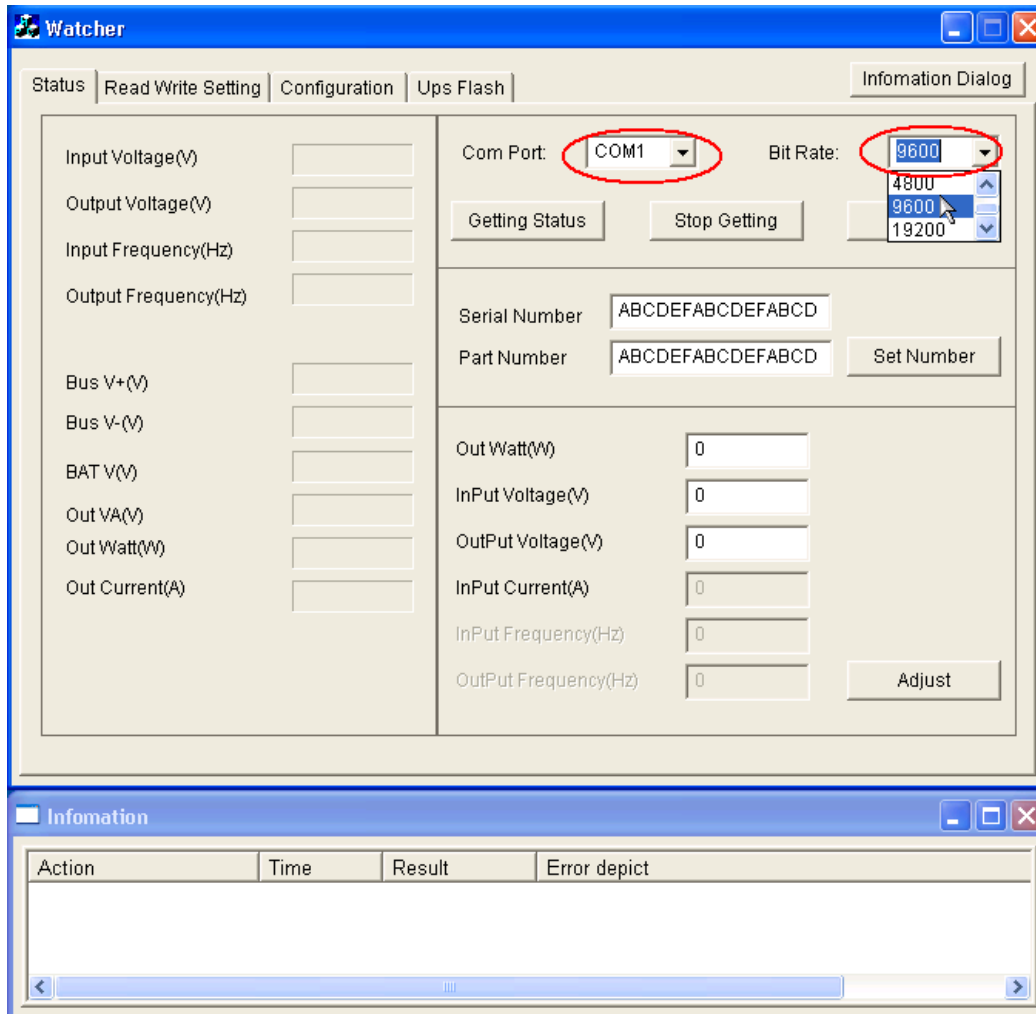 Watcher
Status Read Write Setting Configuration Ups Flash Infomation Dialog
Input Voltage(V)
Output Voltage(V)
Input Frequency(Hz)
Output Frequency(Hz)
Bus V+(V)
Bus V-(V)
BAT V(V)
Out VA(V)
Out Watt(W)
Out Current(A)
Com Port: COM1 Bit Rate: 9600
4800
9600
19200
Getting Status Stop Getting
Serial Number ABCDEFABCDEFABCD
Part Number ABCDEFABCDEFABCD Set Number
Out Watt(W) 0
InPut Voltage(V) 0
OutPut Voltage(V) 0
InPut Current(A) 0
InPut Frequency(Hz) 0
OutPut Frequency(Hz) 0 Adjust
Infomation
Action Time Result Error depict